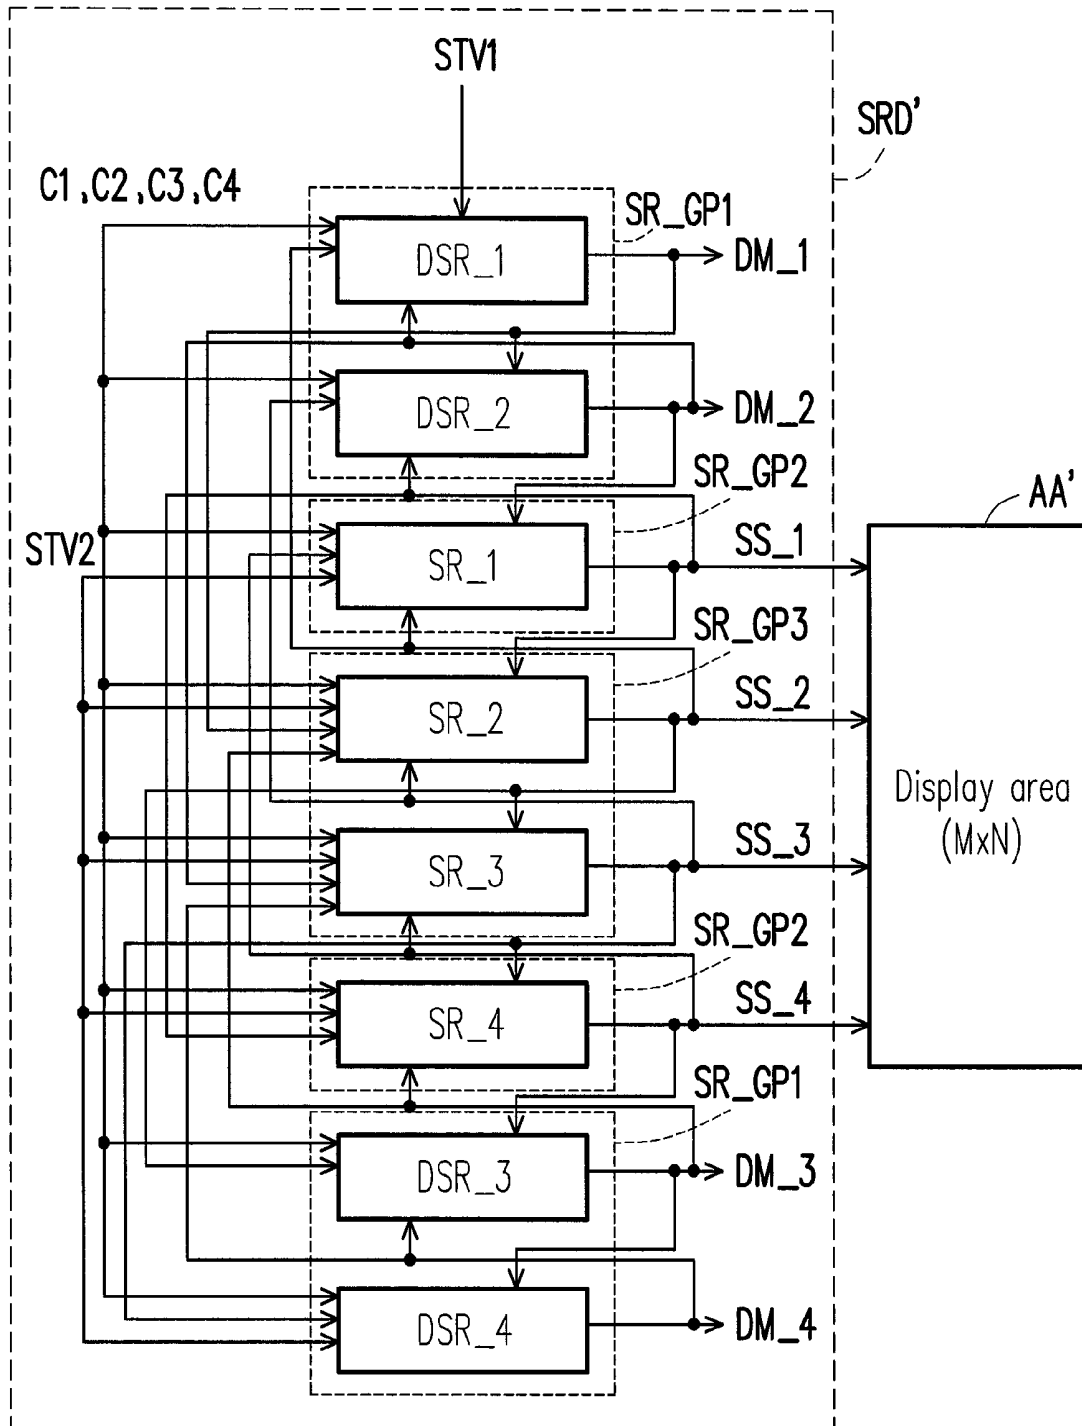 STV1
SRD'
C1,C2,C3,C4
SR_GP1
DSR_1
DM_1
DSR_2
DM_2
SR_GP2
AA'
STV2
SS_1
SR_1
SR_GP3
SS_2
SR_2
Display area
(MxN)
SS_3
SR_3
SR_GP2
SS_4
SR_4
SR_GP1
DSR_3
DM_3
DSR_4
DM_4